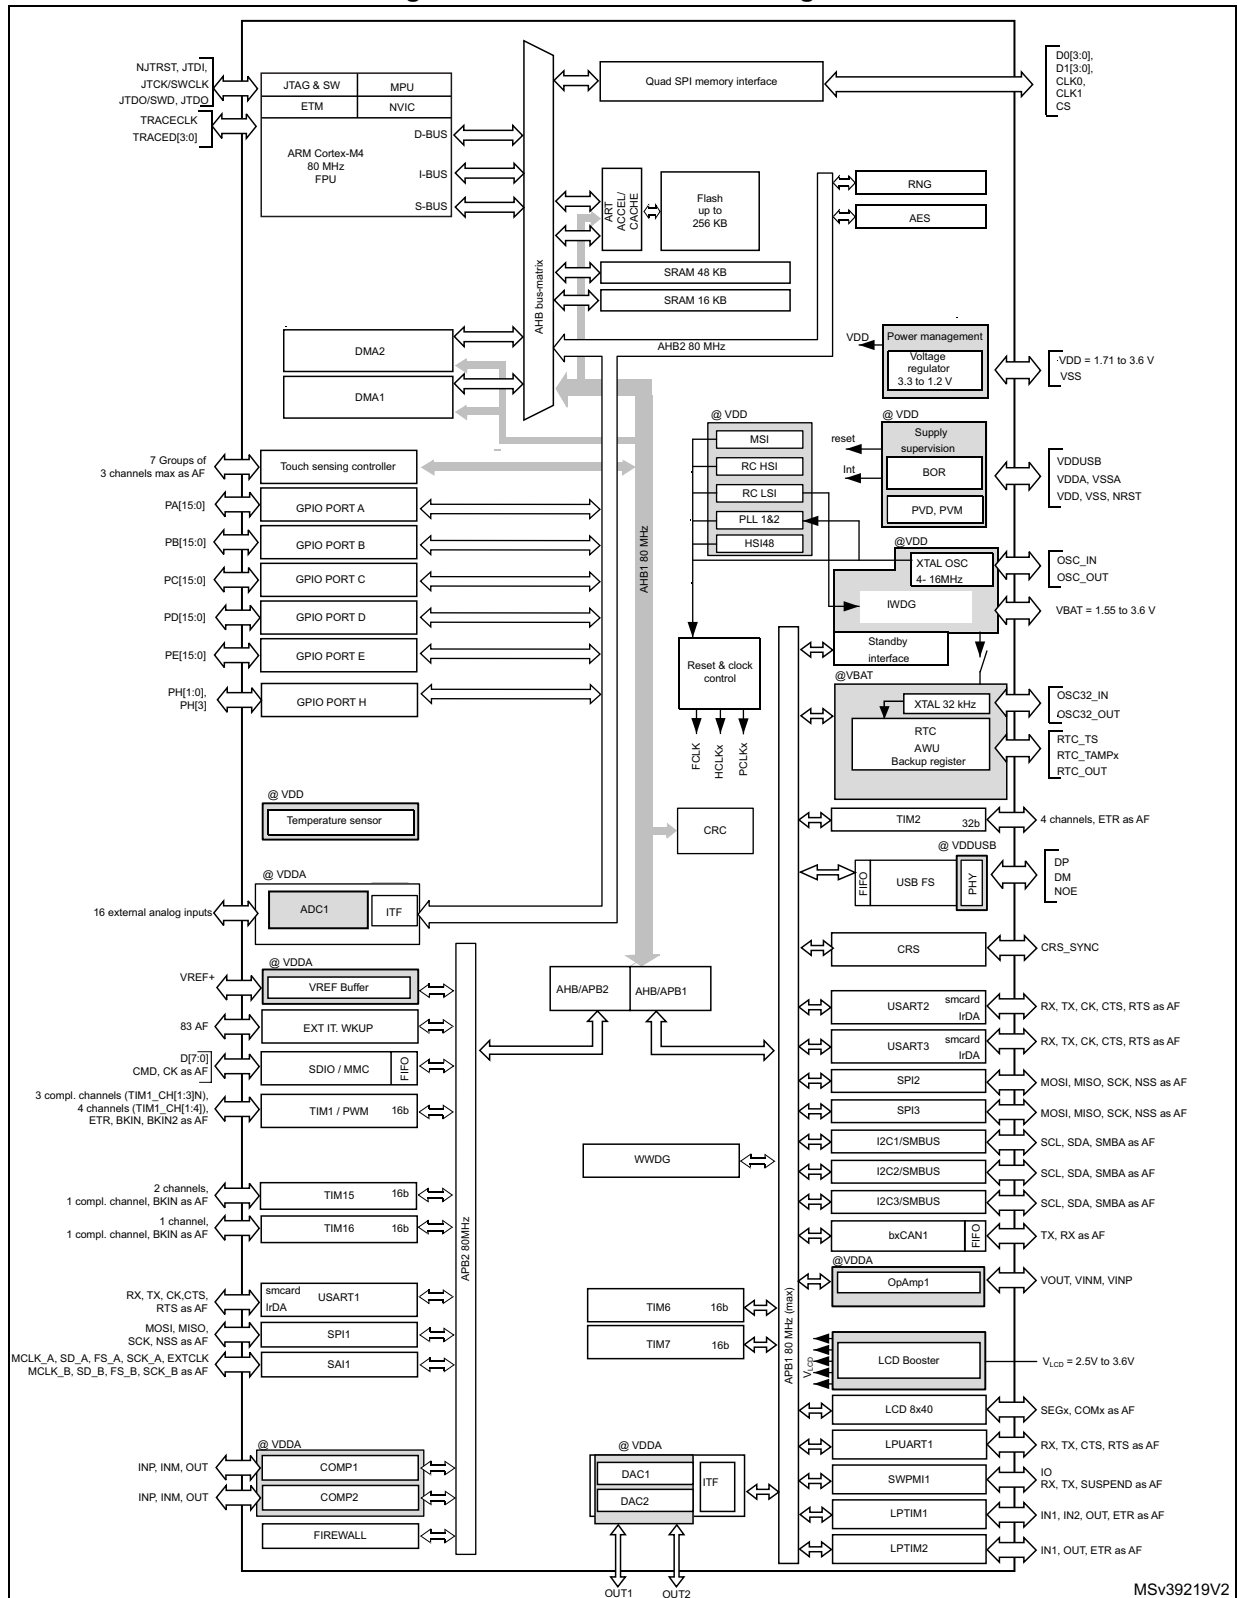 NJTRST, JTDI,
JTCK/SWCLK
JTDO/SWD, JTDO
TRACECLK
TRACED[3:0]
JTAG & SW
MPU
ETM
NVIC
ARM Cortex-M4
80 MHz
FPU
D-BUS
I-BUS
S-BUS
AHB bus-matrix
Quad SPI memory interface
D0[3:0],
D1[3:0],
CLK0,
CLK1
CS
ART
ACCEL/
CACHE
Flash
up to
256 KB
SRAM 48 KB
SRAM 16 KB
RNG
AES
AHB2 80 MHz
DMA2
DMA1
VDD
Power management
Voltage
regulator
3.3 to 1.2 V
VDD = 1.71 to 3.6 V
VSS
@ VDD
MSI
RC HSI
RC LSI
PLL 1&2
HSI48
@ VDD
reset
Int
Supply
supervision
BOR
PVD, PVM
VDDUSB
VDDA, VSSA
VDD, VSS, NRST
7 Groups of
3 channels max as AF
Touch sensing controller
PA[15:0]
GPIO PORT A
PB[15:0]
GPIO PORT B
PC[15:0]
GPIO PORT C
PD[15:0]
GPIO PORT D
PE[15:0]
GPIO PORT E
PH[1:0],
PH[3]
GPIO PORT H
AHB1 80 MHz
@VDD
XTAL OSC
4- 16MHz
IWDG
OSC_IN
OSC_OUT
VBAT = 1.55 to 3.6 V
Standby
interface
Reset & clock
control
FCLK
HCLKx
PCLKx
@VBAT
XTAL 32 kHz
RTC
AWU
Backup register
OSC32_IN
OSC32_OUT
RTC_TS
RTC_TAMPx
RTC_OUT
@ VDD
Temperature sensor
CRC
TIM2
32b
4 channels, ETR as AF
@ VDDUSB
FIFO
USB FS
PHY
DP
DM
NOE
@ VDDA
16 external analog inputs
ADC1
ITF
CRS
CRS_SYNC
@ VDDA
VREF+
VREF Buffer
AHB/APB2
AHB/APB1
83 AF
EXT IT. WKUP
D[7:0]
CMD, CK as AF
SDIO / MMC
FIFO
3 compl. channels (TIM1_CH[1:3]N),
4 channels (TIM1_CH[1:4]),
ETR, BKIN, BKIN2 as AF
TIM1 / PWM
16b
USART2
smcard
IrDA
RX, TX, CK, CTS, RTS as AF
USART3
smcard
IrDA
RX, TX, CK, CTS, RTS as AF
SPI2
MOSI, MISO, SCK, NSS as AF
SPI3
MOSI, MISO, SCK, NSS as AF
I2C1/SMBUS
SCL, SDA, SMBA as AF
WWDG
I2C2/SMBUS
SCL, SDA, SMBA as AF
I2C3/SMBUS
SCL, SDA, SMBA as AF
2 channels,
1 compl. channel, BKIN as AF
TIM15
16b
1 channel,
1 compl. channel, BKIN as AF
TIM16
16b
APB2 80MHz
bxCAN1
FIFO
TX, RX as AF
@VDDA
OpAmp1
VOUT, VINM, VINP
RX, TX, CK,CTS,
RTS as AF
smcard
IrDA
USART1
TIM6
16b
TIM7
16b
APB1 80 MHz (max)
MOSI, MISO,
SCK, NSS as AF
SPI1
MCLK_A, SD_A, FS_A, SCK_A, EXTCLK
MCLK_B, SD_B, FS_B, SCK_B as AF
SAI1
VLCD
LCD Booster
VLCD = 2.5V to 3.6V
LCD 8x40
SEGx, COMx as AF
LPUART1
RX, TX, CTS, RTS as AF
@ VDDA
INP, INM, OUT
COMP1
INP, INM, OUT
COMP2
FIREWALL
@ VDDA
DAC1
DAC2
ITF
OUT1
OUT2
SWPMI1
IO
RX, TX, SUSPEND as AF
LPTIM1
IN1, IN2, OUT, ETR as AF
LPTIM2
IN1, OUT, ETR as AF
MSv39219V2